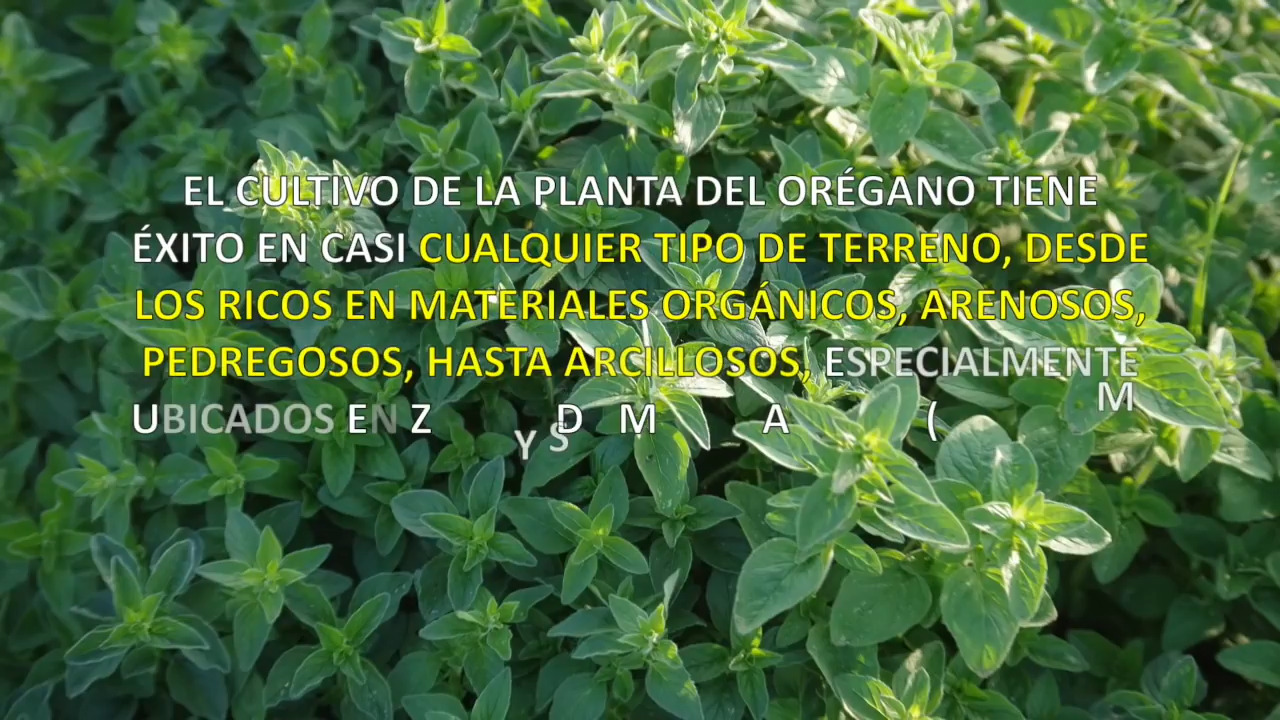 EL CULTIVO DE LA PLANTA DEL ORÉGANO TIENE
ÉXITO EN CASI CUALQUIER TIPO DE TERRENO, DESDE
LOS RICOS EN MATERIALES ORGÁNICOS, ARENOSOS,
PEDREGOSOS, HASTA ARCILLOSOS, ESPECIALMENTE
UBICADOS EN Z D M A ( M
Y S